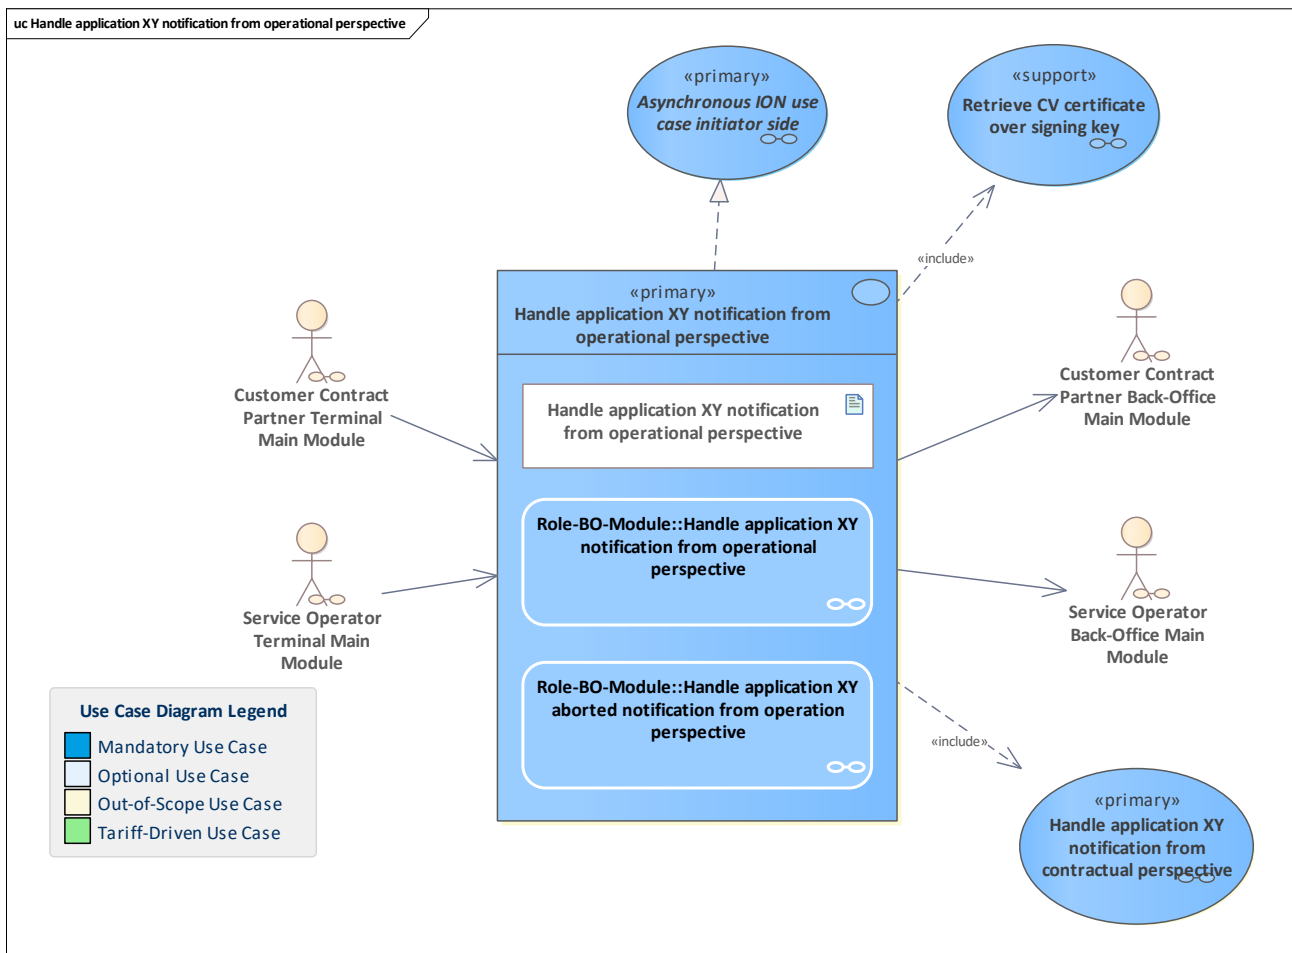 uc Handle application XY notification from operational perspective
«primary»
Asynchronous ION use
case initiator side
«support»
Retrieve CV certificate
over signing key
«include»
«primary»
Handle application XY notification from
operational perspective
Handle application XY notification
from operational perspective
Role-BO-Module::Handle application XY
notification from operational
perspective
Role-BO-Module::Handle application XY
aborted notification from operation
perspective
Customer Contract
Partner Terminal
Main Module
Service Operator
Terminal Main
Module
Customer Contract
Partner Back-Office
Main Module
Service Operator
Back-Office Main
Module
«include»
«primary»
Handle application XY
notification from
contractual perspective
Use Case Diagram Legend
Mandatory Use Case
Optional Use Case
Out-of-Scope Use Case
Tariff-Driven Use Case